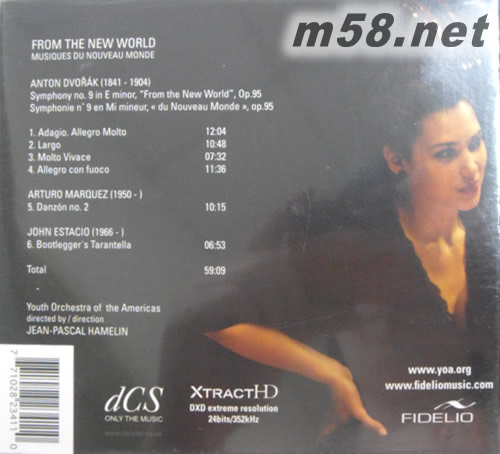 m58.net
FROM THE NEW WORLD
MUSIQUES DU NOUVEAU MONDE
ANTON DVOŘÁK (1841 - 1904)
Symphony no. 9 in E minor, "From the New World", Op.95
Symphonie n° 9 en Mi mineur, « du Nouveau Monde », op.95
1. Adagio. Allegro Molto 12:04
2. Largo 10:48
3. Molto Vivace 07:32
4. Allegro con fuoco 11:36
ARTURO MARQUEZ (1950 - )
5. Danzón no. 2 10:15
JOHN ESTACIO (1966 - )
6. Bootlegger's Tarantella 06:53
Total 59:09
Youth Orchestra of the Americas
directed by / direction
JEAN-PASCAL HAMELIN
www.yoa.org
www.fideliomusic.com
dCS
ONLY THE MUSIC
XTRACTHD
DXD extreme resolution
24bits/352kHz
FIDELIO
7 71028 23411 0